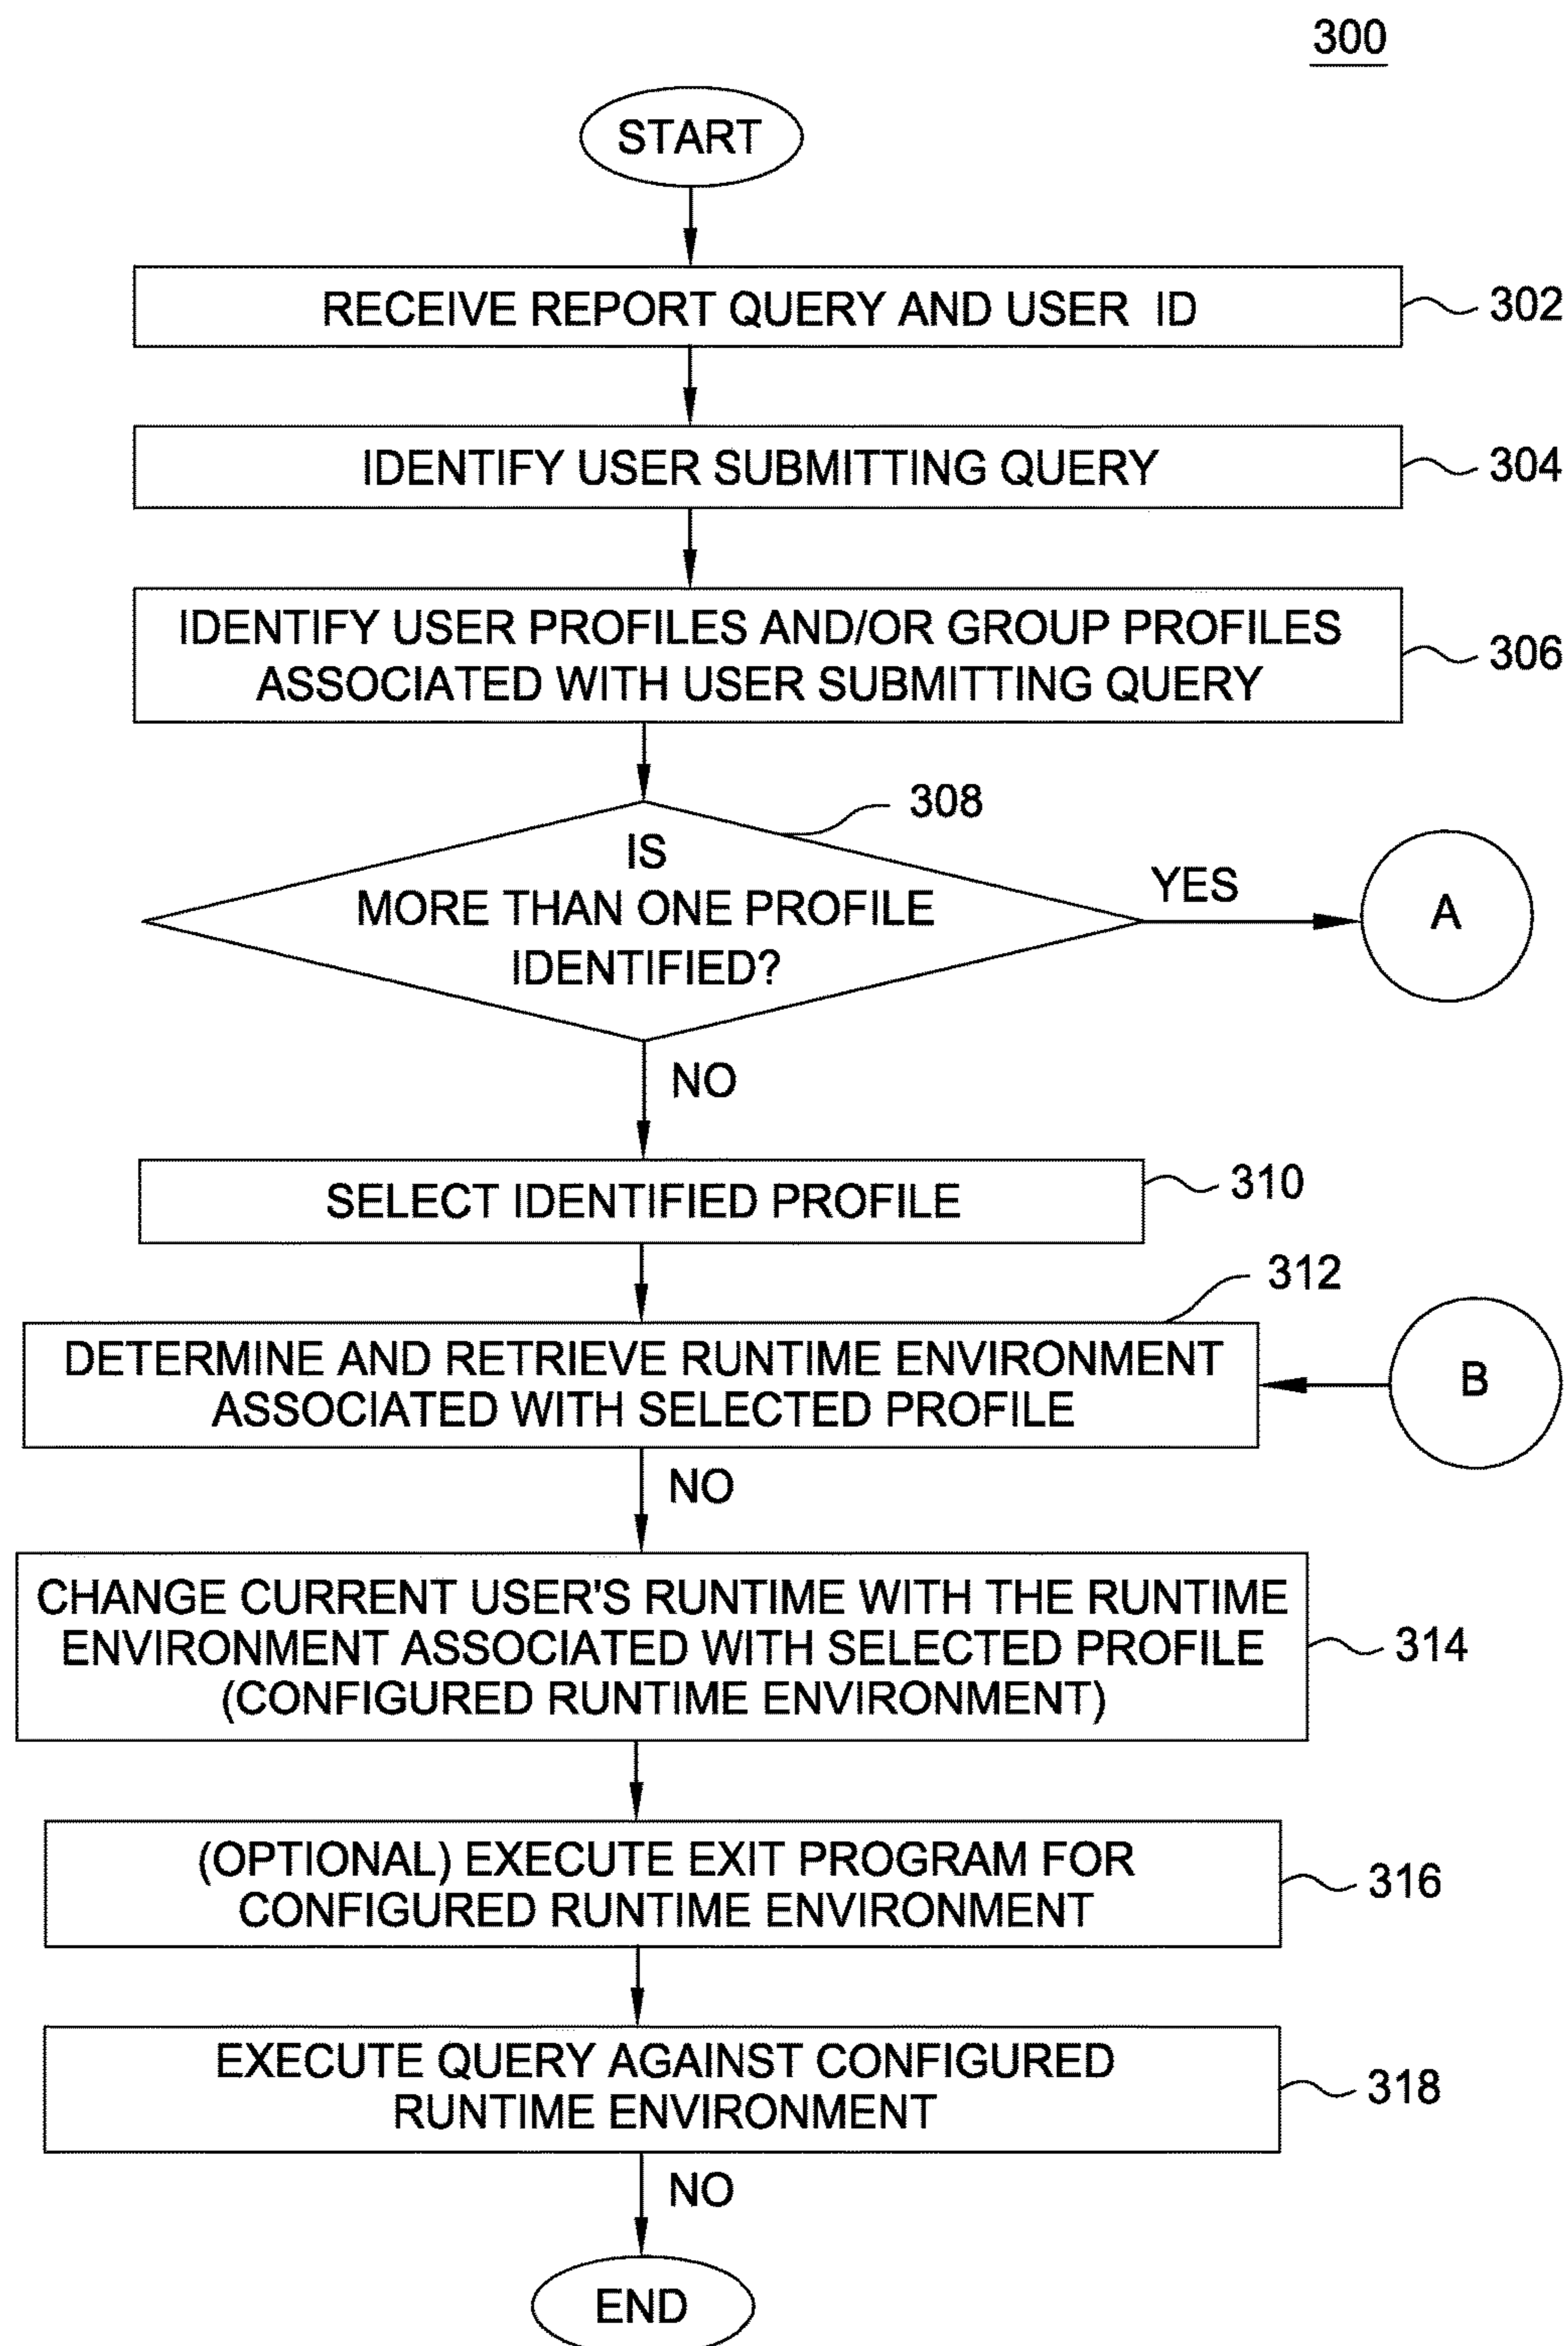 300
START
RECEIVE REPORT QUERY AND USER ID
302
IDENTIFY USER SUBMITTING QUERY
304
IDENTIFY USER PROFILES AND/OR GROUP PROFILES
ASSOCIATED WITH USER SUBMITTING QUERY
306
308
IS
MORE THAN ONE PROFILE
IDENTIFIED?
YES
A
NO
SELECT IDENTIFIED PROFILE
310
312
DETERMINE AND RETRIEVE RUNTIME ENVIRONMENT
ASSOCIATED WITH SELECTED PROFILE
B
NO
CHANGE CURRENT USER'S RUNTIME WITH THE RUNTIME
ENVIRONMENT ASSOCIATED WITH SELECTED PROFILE
(CONFIGURED RUNTIME ENVIRONMENT)
314
(OPTIONAL) EXECUTE EXIT PROGRAM FOR
CONFIGURED RUNTIME ENVIRONMENT
316
EXECUTE QUERY AGAINST CONFIGURED
RUNTIME ENVIRONMENT
318
NO
END